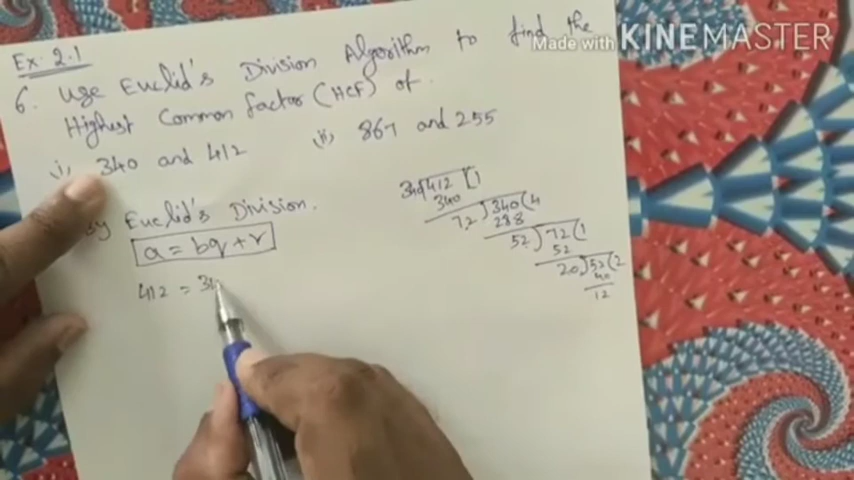 Made with KINEMASTER
Ex: 2.1
6. Use Euclid's Division Algorithm to find the
Highest Common factor (HCF) of.
(i), 340 and 412 (ii) 867 and 255
By Euclid's Division.
a = bq + r
412 = 34
340)412(1
340
72)340(4
288
52)72(1
52
20)52(2
40
12